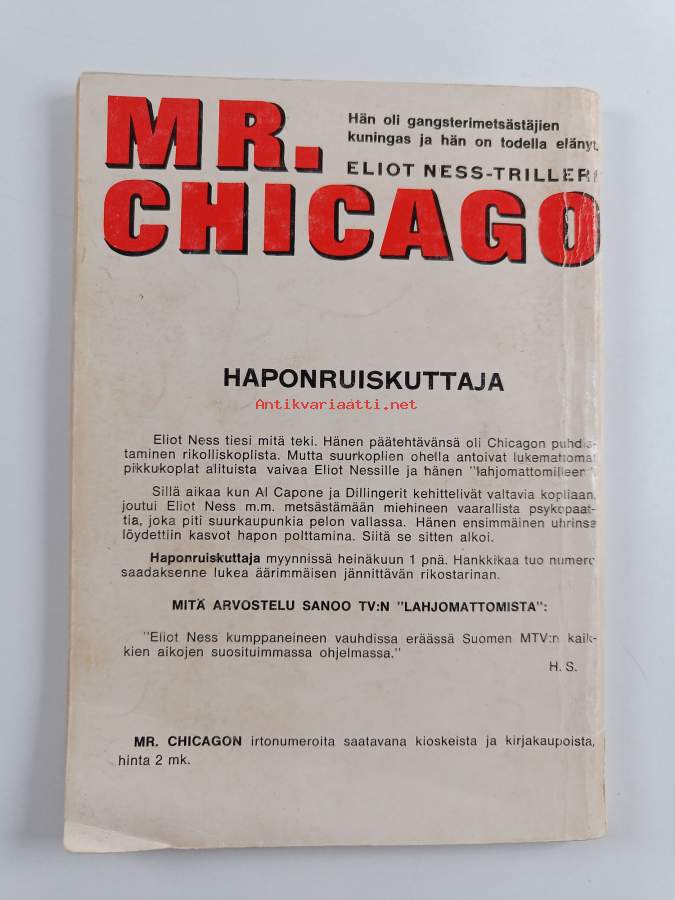 MR.
CHICAGO
Hän oli gangsterimetsästäjien
kuningas ja hän on todella elänyt.
ELIOT NESS-TRILLERI
HAPONRUISKUTTAJA
Antikvariaatti.net
Eliot Ness tiesi mitä teki. Hänen päätehtävänsä oli Chicagon puhdis-
taminen rikolliskoplista. Mutta suurkoplien ohella antoivat lukemattomat
pikkukoplat alituista vaivaa Eliot Nessille ja hänen "lahjomattomilleen".
Sillä aikaa kun Al Capone ja Dillingerit kehittelivät valtavia kopliaan,
joutui Eliot Ness m.m. metsästämään miehineen vaarallista psykopaat-
tia, joka piti suurkaupunkia pelon vallassa. Hänen ensimmäinen uhrinsa
löydettiin kasvot hapon polttamina. Siitä se sitten alkoi.
Haponruiskuttaja myynnissä heinäkuun 1 pnä. Hankkikaa tuo numero
saadaksenne lukea äärimmäisen jännittävän rikostarinan.
MITÄ ARVOSTELU SANOO TV:N "LAHJOMATTOMISTA":
"Eliot Ness kumppaneineen vauhdissa eräässä Suomen MTV:n kaik-
kien aikojen suosituimmassa ohjelmassa."
H. S.
MR. CHICAGON irtonumeroita saatavana kioskeista ja kirjakaupoista,
hinta 2 mk.